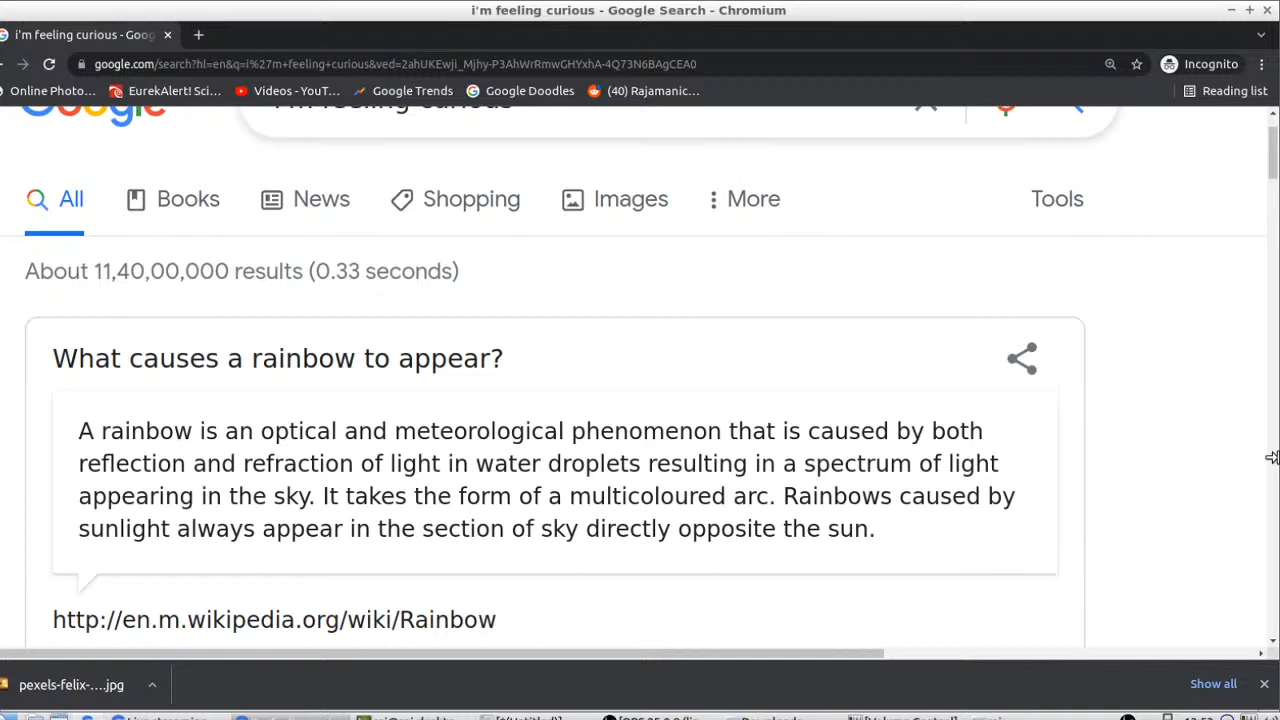 i'm feeling curious - Google Search - Chromium
i'm feeling curious - Goog
google.com/search?hl=en&q=i%27m+feeling+curious&ved=2ahUKEwji_Mjhy-P3AhWrRmwGHYxhA-4Q73N6BAgCEA0
Incognito
Online Photo… EurekAlert! Sci… Videos - YouT… Google Trends Google Doodles (40) Rajamanic… Reading list
Google i'm feeling curious
All Books News Shopping Images More Tools
About 11,40,00,000 results (0.33 seconds)
What causes a rainbow to appear?
A rainbow is an optical and meteorological phenomenon that is caused by both
reflection and refraction of light in water droplets resulting in a spectrum of light
appearing in the sky. It takes the form of a multicoloured arc. Rainbows caused by
sunlight always appear in the section of sky directly opposite the sun.
http://en.m.wikipedia.org/wiki/Rainbow
pexels-felix-....jpg Show all